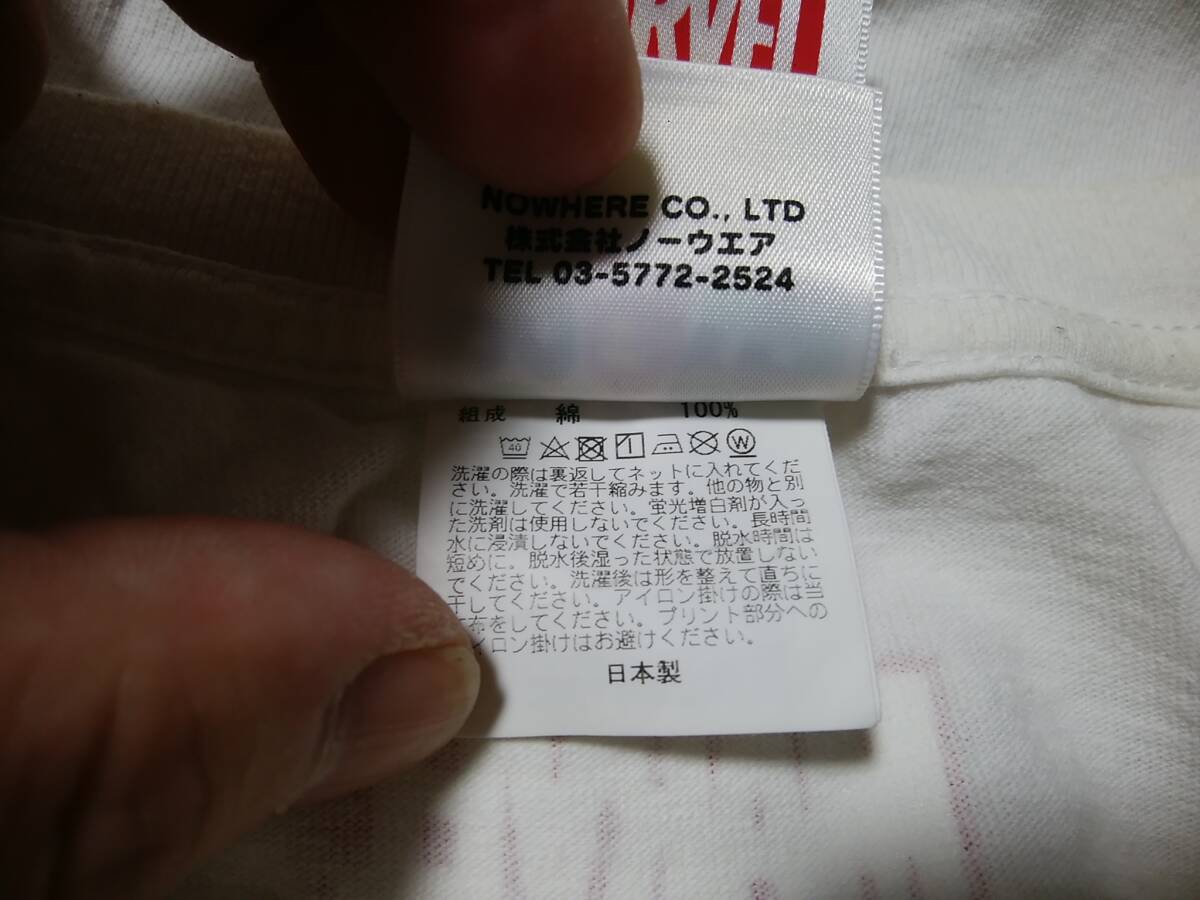 MARVEL
NOWHERE CO., LTD
株式会社ノーウエア
TEL 03-5772-2524
組成 綿 100%
40 W
洗濯の際は裏返してネットに入れてくだ
さい。洗濯で若干縮みます。他の物と別
に洗濯してください。蛍光増白剤が入っ
た洗剤は使用しないでください。長時間
水に浸漬しないでください。脱水時間は
短めに。脱水後湿った状態で放置しない
でください。洗濯後は形を整えて直ちに
干してください。アイロン掛けの際は当
て布をしてください。プリント部分への
アイロン掛けはお避けください。
日本製